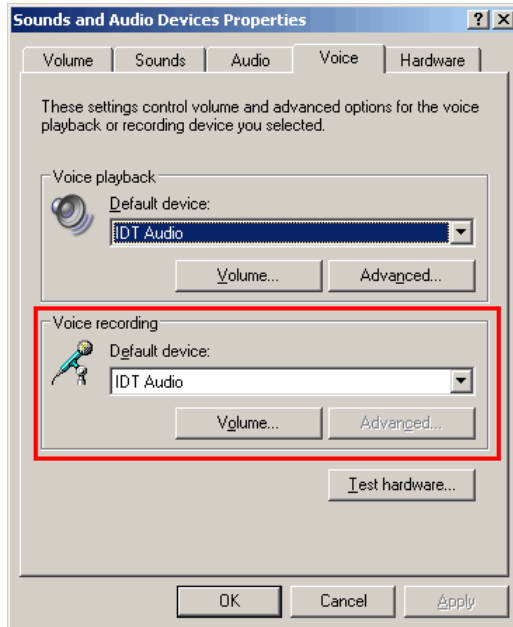 Sounds and Audio Devices Properties
Volume
Sounds
Audio
Voice
Hardware
These settings control volume and advanced options for the voice
playback or recording device you selected.
Voice playback
Default device:
IDT Audio
Volume...
Advanced...
Voice recording
Default device:
IDT Audio
Volume...
Advanced...
Test hardware...
OK
Cancel
Apply